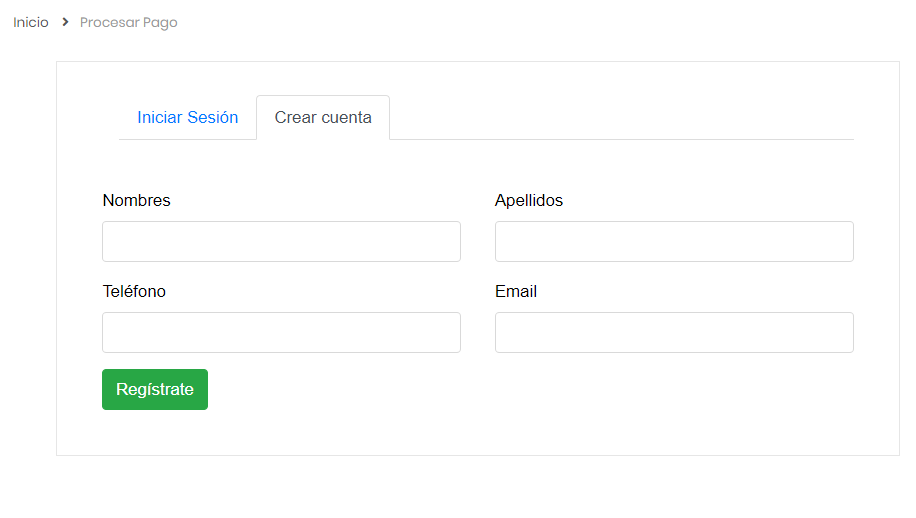 Inicio > Procesar Pago
Iniciar Sesión Crear cuenta
Nombres Apellidos
Teléfono Email
Regístrate